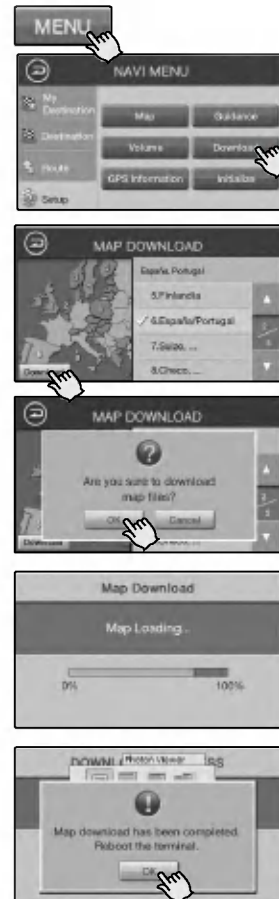 MENU
NAVI MENU
My
Destination
Destination
Route
Setup
Map
Guidance
Volume
Download
GPS Information
Initialize
MAP DOWNLOAD
España, Portugal
5.Finlandia
6.España/Portugal
7.Suiza, ...
8.Checo, ...
MAP DOWNLOAD
Are you sure to download
map files?
OK
Cancel
Download
Map Download
Map Loading..
0%
100%
Photon Viewer
Map download has been completed.
Reboot the terminal.
OK